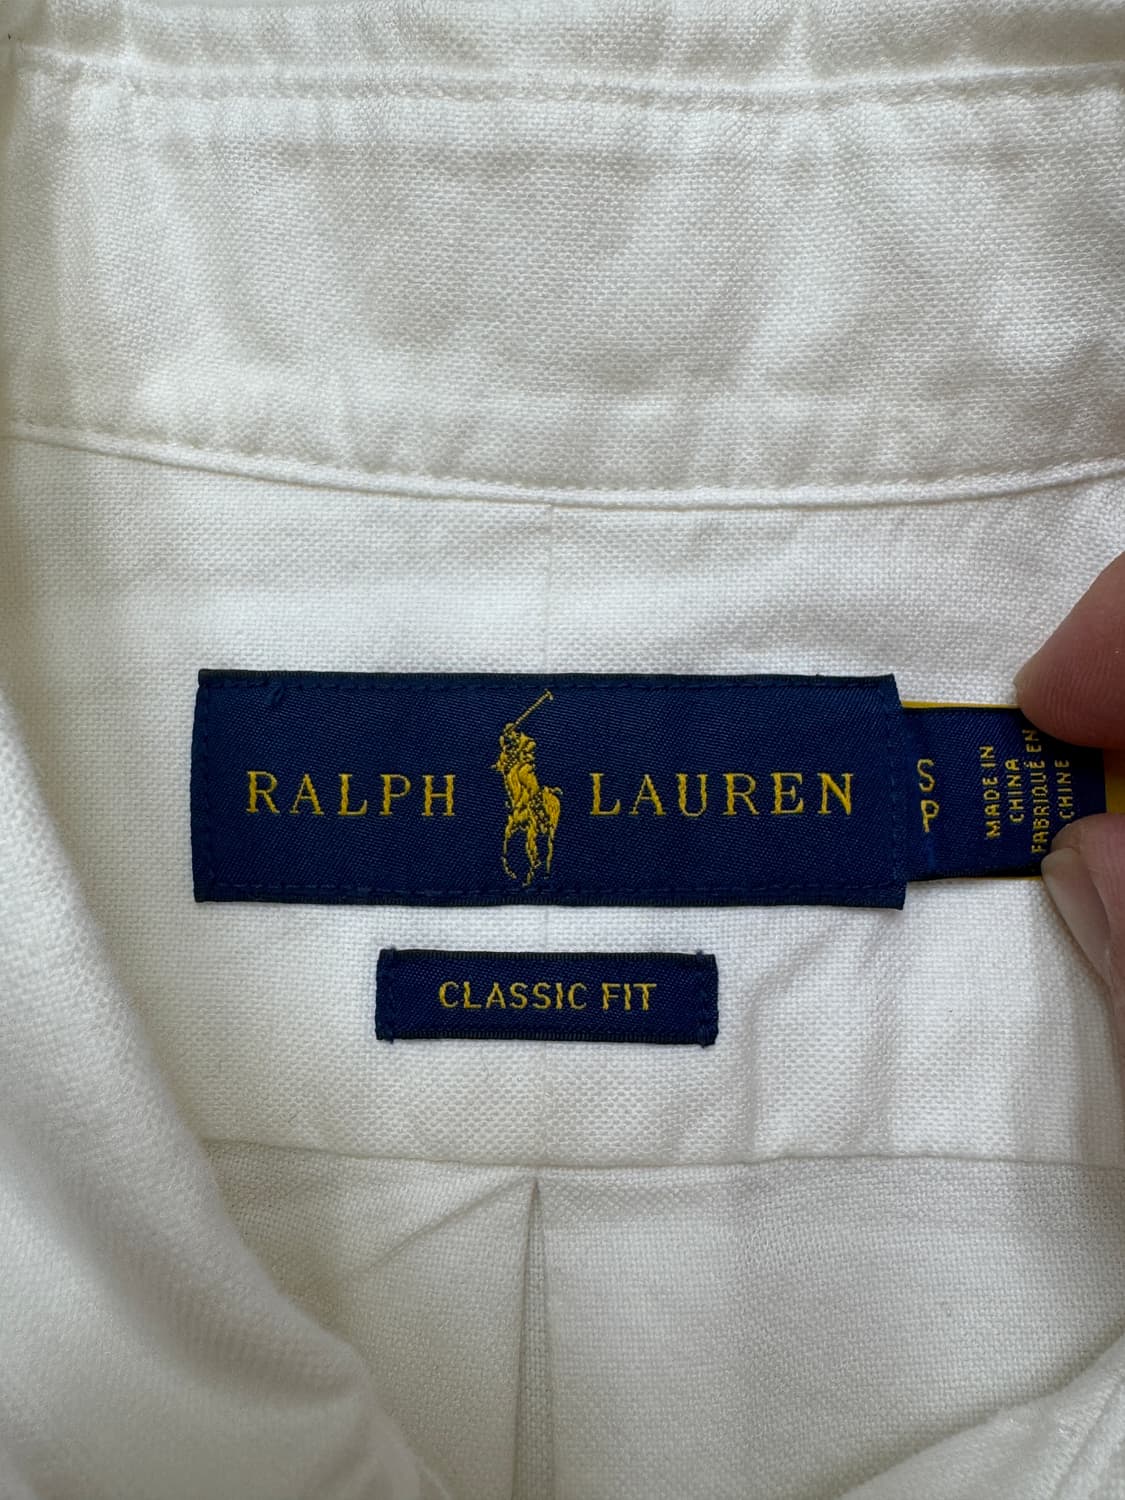 RALPH LAUREN
S
P
MADE IN
CHINA
FABRIQUÉ EN
CHINE
CLASSIC FIT